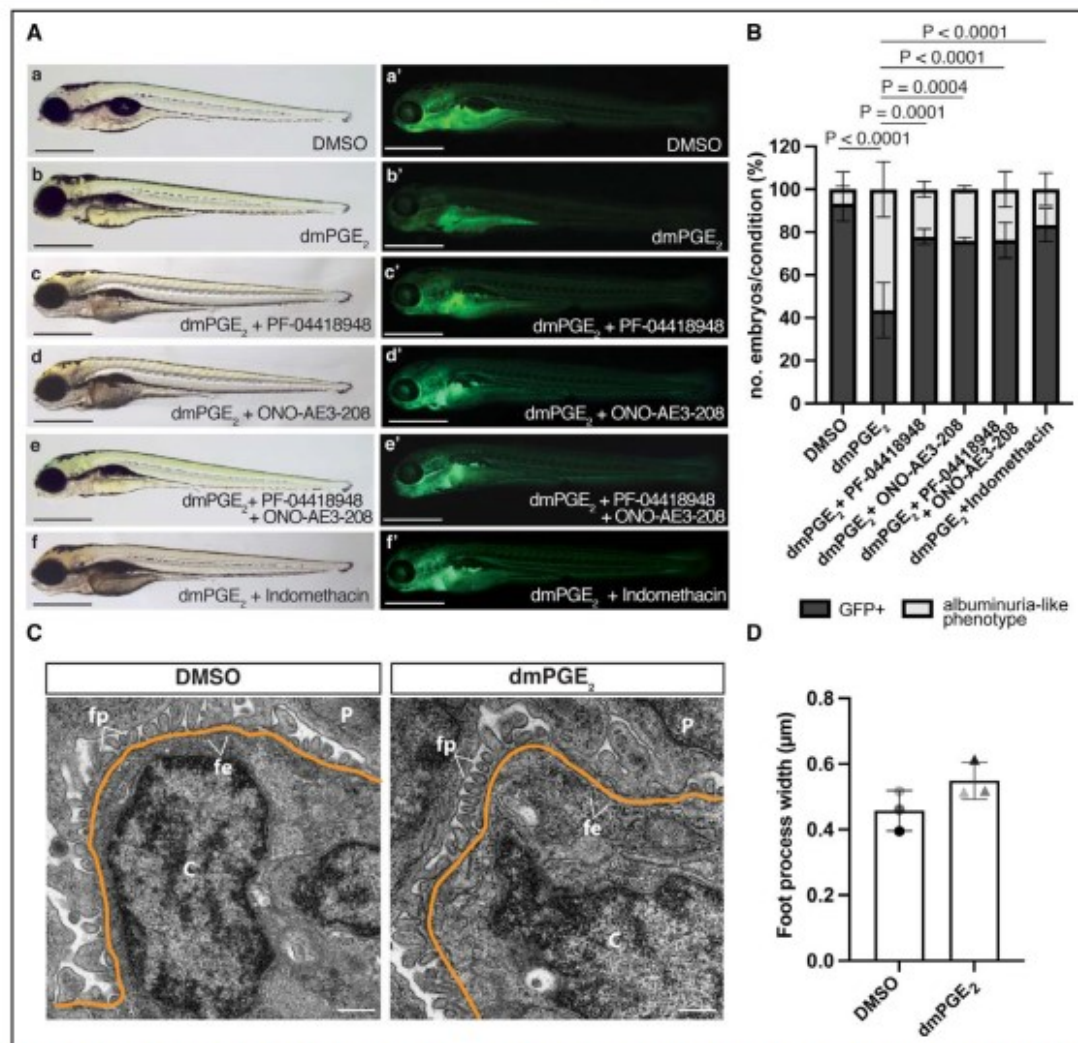 A
a
DMSO
a'
DMSO
b
dmPGE₂
b'
dmPGE₂
c
dmPGE₂ + PF-04418948
c'
dmPGE₂ + PF-04418948
d
dmPGE₂ + ONO-AE3-208
d'
dmPGE₂ + ONO-AE3-208
e
dmPGE₂ + PF-04418948
+ ONO-AE3-208
e'
dmPGE₂ + PF-04418948
+ ONO-AE3-208
f
dmPGE₂ + Indomethacin
f'
dmPGE₂ + Indomethacin
B
P < 0.0001
P < 0.0001
P = 0.0004
P = 0.0001
P < 0.0001
no. embryos/condition (%)
120
100
80
60
40
20
0
DMSO
dmPGE₂
dmPGE₂ + PF-04418948
dmPGE₂ + ONO-AE3-208
dmPGE₂ + PF-04418948
+ ONO-AE3-208
dmPGE₂ +Indomethacin
GFP+
albuminuria-like
phenotype
C
DMSO
fp
P
fe
C
dmPGE₂
fp
P
fe
C
D
Foot process width (µm)
0.8
0.6
0.4
0.2
0.0
DMSO
dmPGE₂